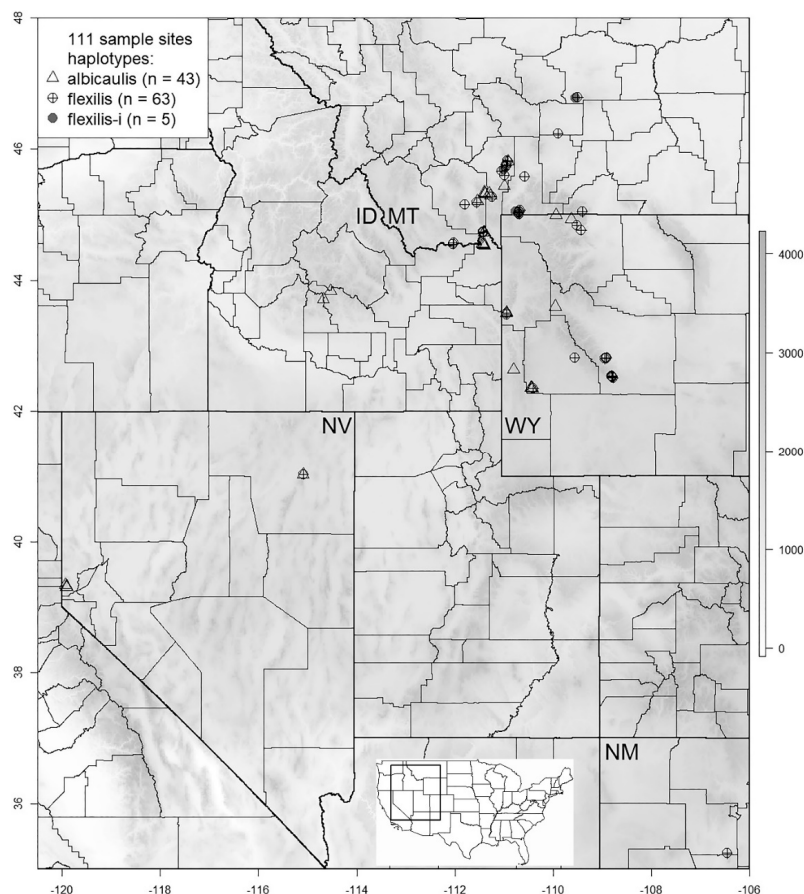 111 sample sites
haplotypes:
albicaulis (n = 43)
flexilis (n = 63)
flexilis-i (n = 5)
48
46
44
42
40
38
36
ID MT
NV
WY
NM
4000
3000
2000
1000
0
-120 -118 -116 -114 -112 -110 -108 -106